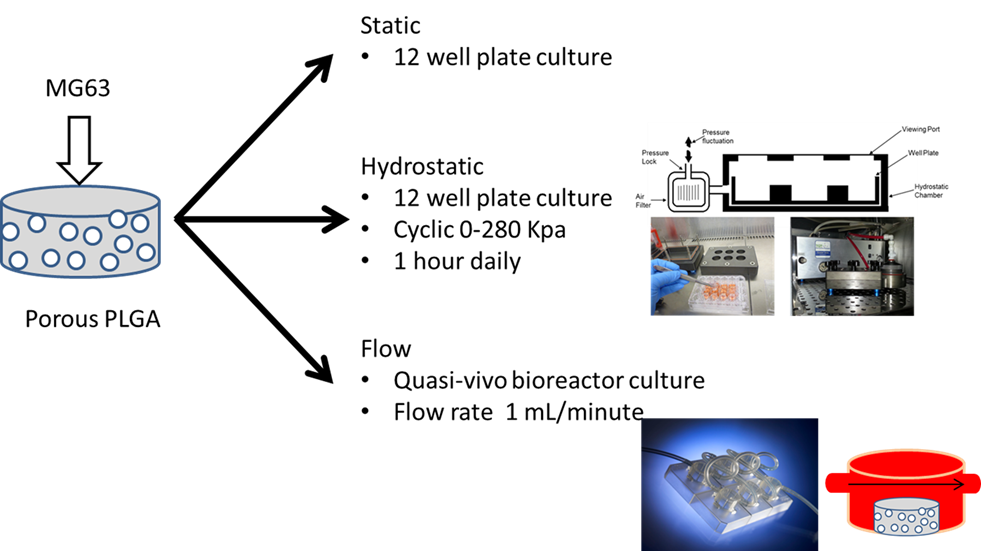 MG63
Porous PLGA
Static
• 12 well plate culture
Hydrostatic
• 12 well plate culture
• Cyclic 0-280 Kpa
• 1 hour daily
Pressure
fluctuation
Pressure
Lock
Air
Filter
Viewing Port
Well Plate
Hydrostatic
Chamber
Flow
• Quasi-vivo bioreactor culture
• Flow rate 1 mL/minute